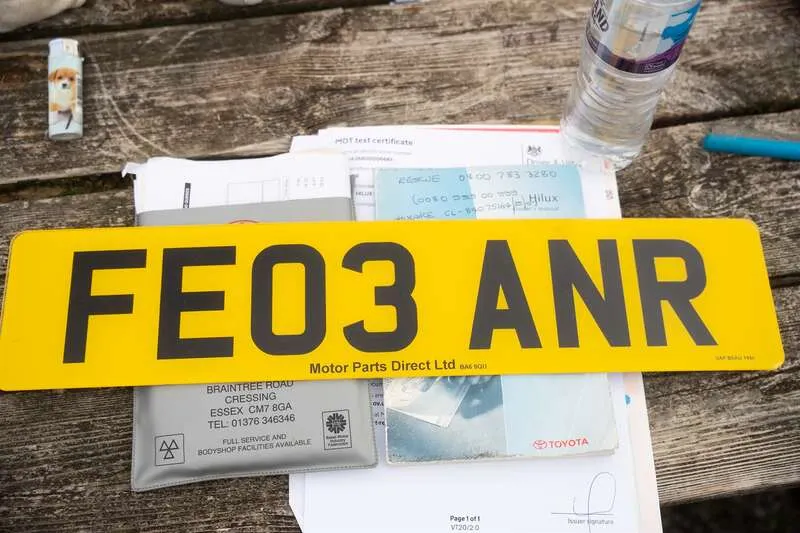 MOT test certificate
RESCUE 0800 783 3280
Hilux
FE03 ANR
Motor Parts Direct Ltd
BRAINTREE ROAD
CRESSING
ESSEX CM7 8GA
TEL: 01376 346346
FULL SERVICE AND
BODYSHOP FACILITIES AVAILABLE
TOYOTA
Page 1 of 1
VT20/2.0
Issuer signature